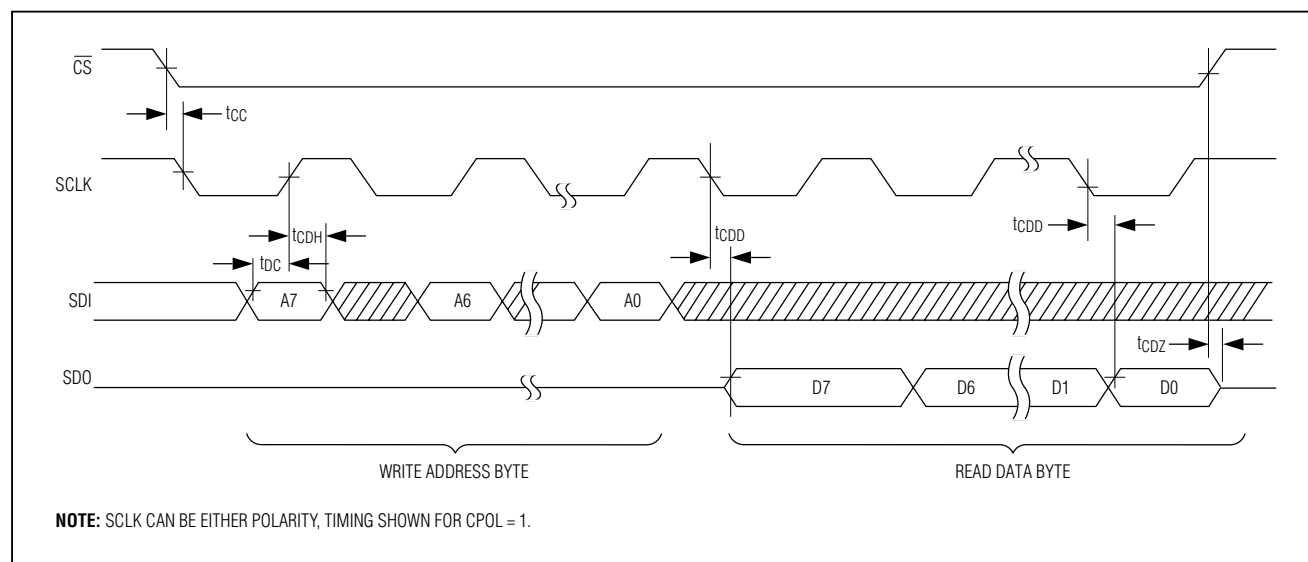 CS
tCC
SCLK
tCDH
tCDD
tCDD
tDC
SDI
A7
A6
A0
tCDZ
SDO
D7
D6
D1
D0
WRITE ADDRESS BYTE
READ DATA BYTE
NOTE: SCLK CAN BE EITHER POLARITY, TIMING SHOWN FOR CPOL = 1.